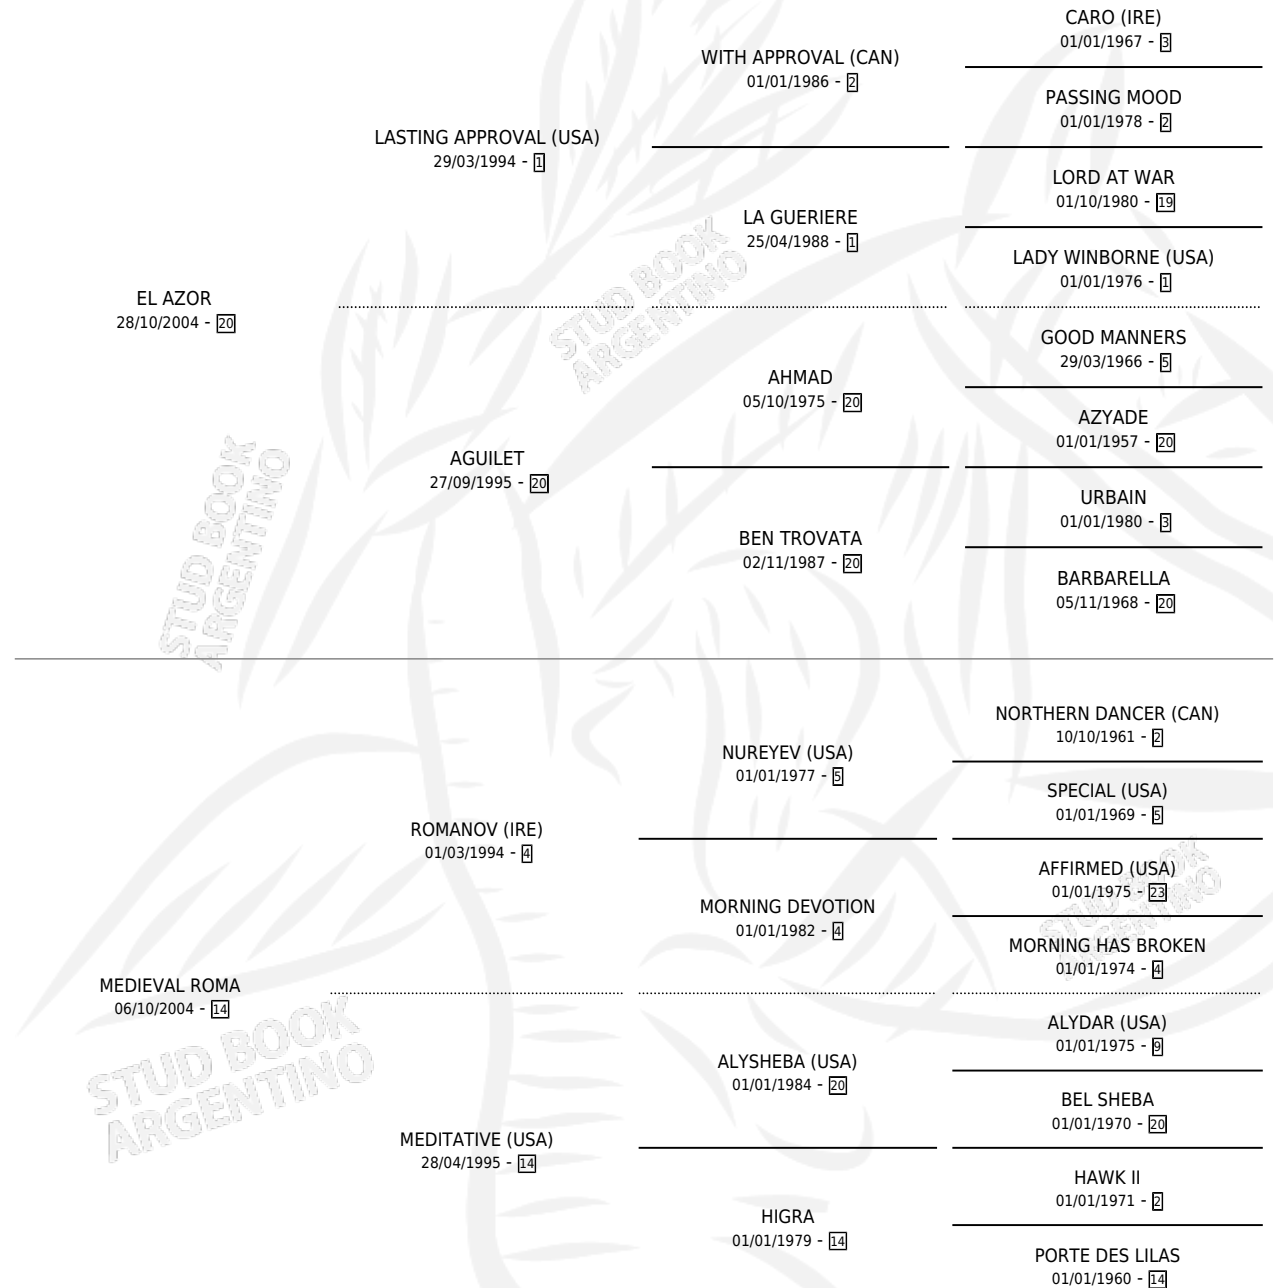 CARO (IRE)
01/01/1967 - 3
WITH APPROVAL (CAN)
01/01/1986 - 2
PASSING MOOD
01/01/1978 - 2
LASTING APPROVAL (USA)
29/03/1994 - 1
LORD AT WAR
01/10/1980 - 19
LA GUERIERE
25/04/1988 - 1
LADY WINBORNE (USA)
01/01/1976 - 1
EL AZOR
28/10/2004 - 20
STUD BOOK
ARGENTINO
GOOD MANNERS
29/03/1966 - 5
AHMAD
05/10/1975 - 20
AZYADE
01/01/1957 - 20
AGUILET
27/09/1995 - 20
URBAIN
01/01/1980 - 3
BEN TROVATA
02/11/1987 - 20
BARBARELLA
05/11/1968 - 20
STUD BOOK
ARGENTINO
NORTHERN DANCER (CAN)
10/10/1961 - 2
NUREYEV (USA)
01/01/1977 - 5
SPECIAL (USA)
01/01/1969 - 5
ROMANOV (IRE)
01/03/1994 - 4
AFFIRMED (USA)
01/01/1975 - 23
STUD BOOK
ARGENTINO
MORNING DEVOTION
01/01/1982 - 4
MORNING HAS BROKEN
01/01/1974 - 4
MEDIEVAL ROMA
06/10/2004 - 14
STUD BOOK
ARGENTINO
ALYDAR (USA)
01/01/1975 - 9
ALYSHEBA (USA)
01/01/1984 - 20
BEL SHEBA
01/01/1970 - 20
MEDITATIVE (USA)
28/04/1995 - 14
HAWK II
01/01/1971 - 2
HIGRA
01/01/1979 - 14
PORTE DES LILAS
01/01/1960 - 14